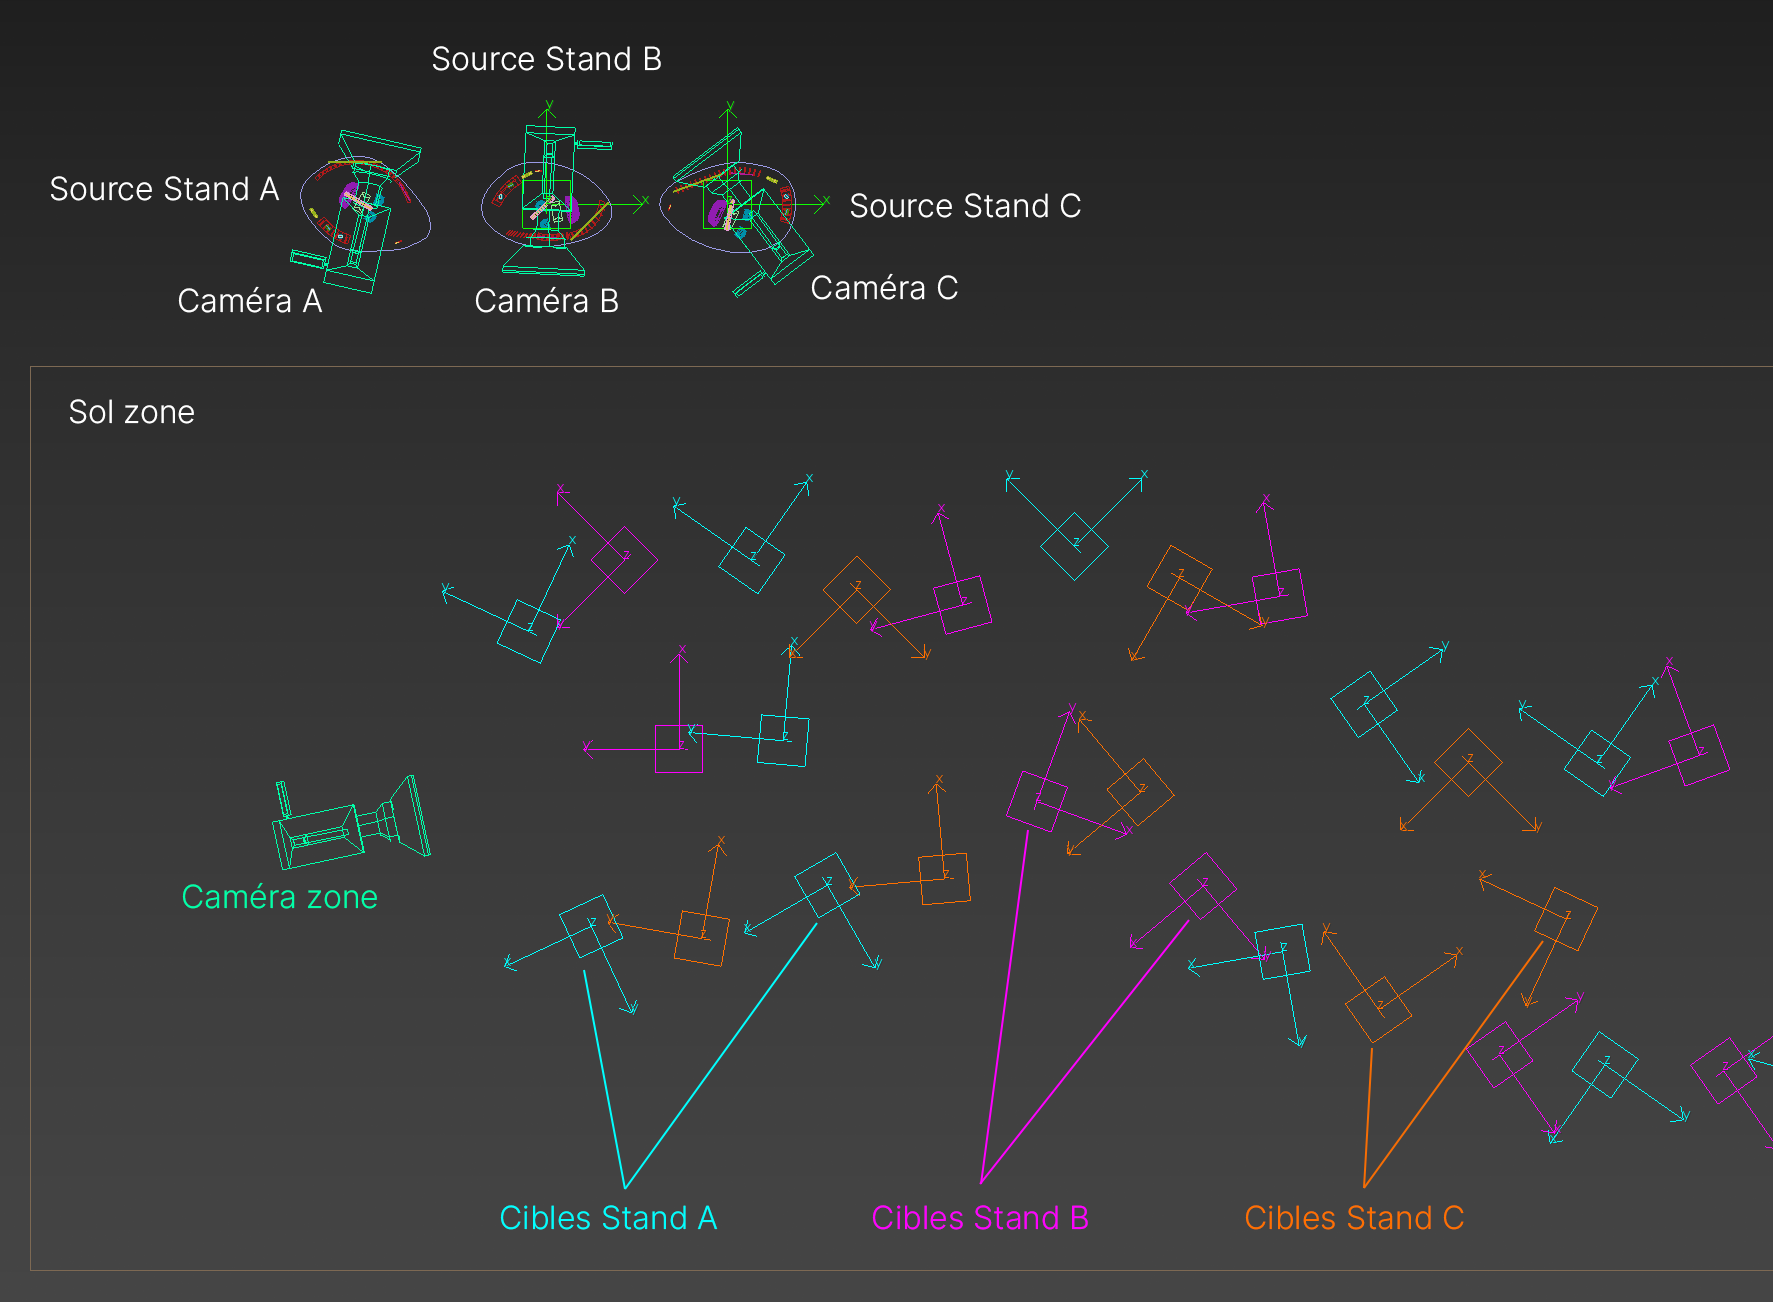 Source Stand B
Source Stand A
Source Stand C
Caméra A
Caméra B
Caméra C
Sol zone
Caméra zone
Cibles Stand A
Cibles Stand B
Cibles Stand C